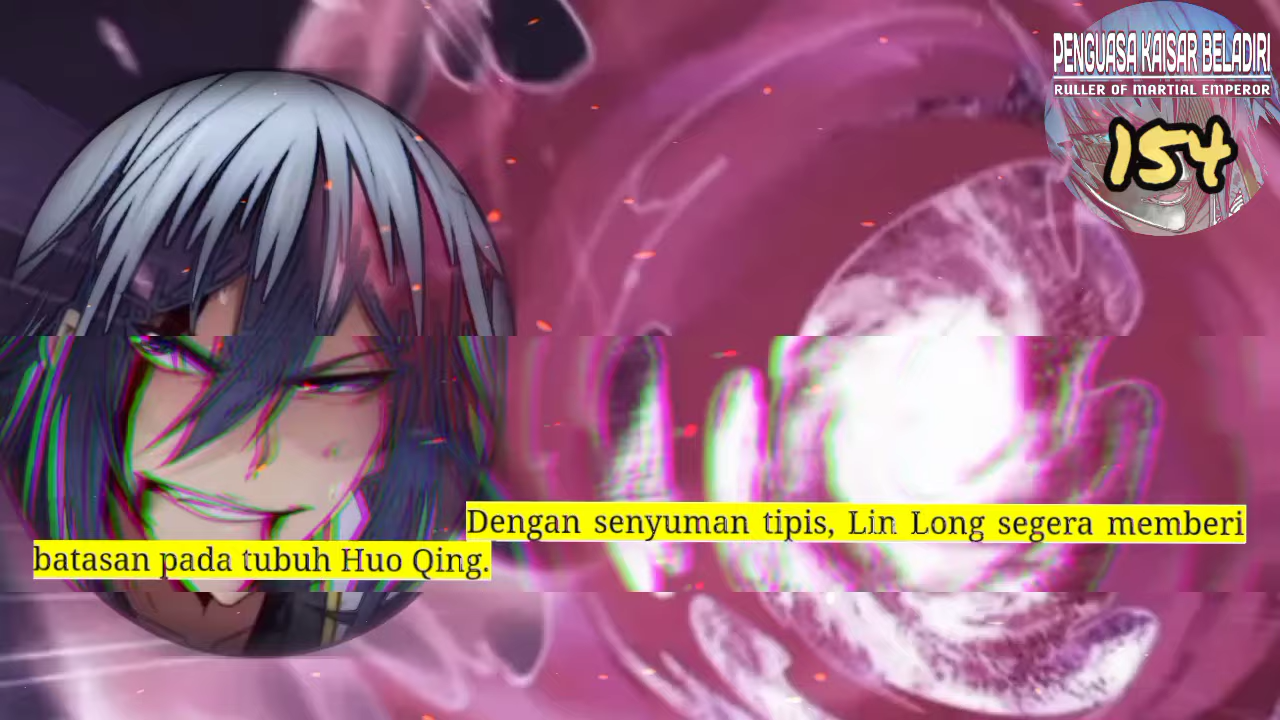 PENGUASA KAISAR BELADIRI
RULLER OF MARTIAL EMPEROR
154
Dengan senyuman tipis, Lin Long segera memberi
batasan pada tubuh Huo Qing.